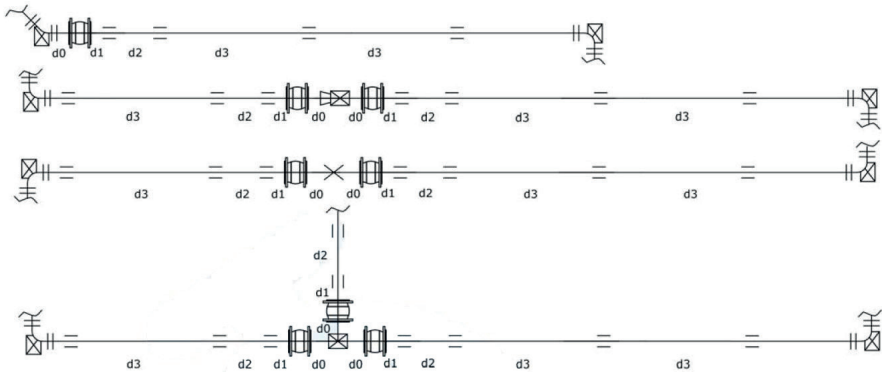 d0 d1 d2 d3 d3
d3 d2 d1 d0 d0 d1 d2 d3 d3
d3 d2 d1 d0 d0 d1 d2 d3 d3
d2
d1
d0
d3 d2 d1 d0 d0 d1 d2 d3 d3